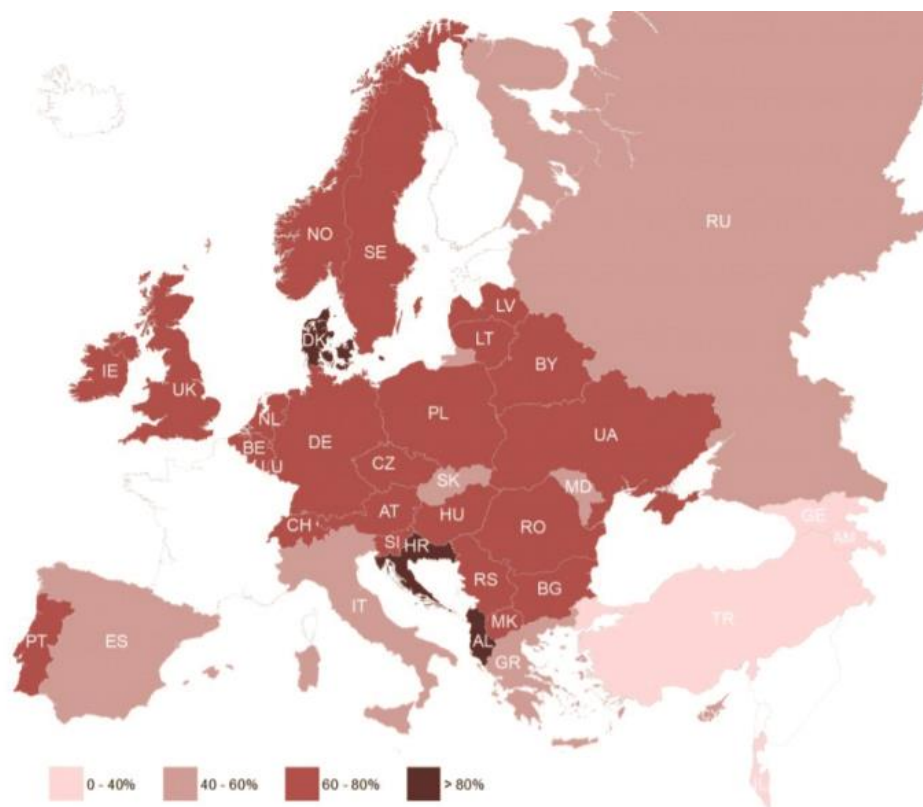 RU
NO
SE
LV
DK
LT
IE
BY
UK
NL
PL
BE
DE
UA
LU
CZ
SK
MD
AT
HU
CH
RO
SI
HR
GE
AM
RS
BG
IT
MK
TR
PT
ES
AL
GR
0 - 40%
40 - 60%
60 - 80%
> 80%